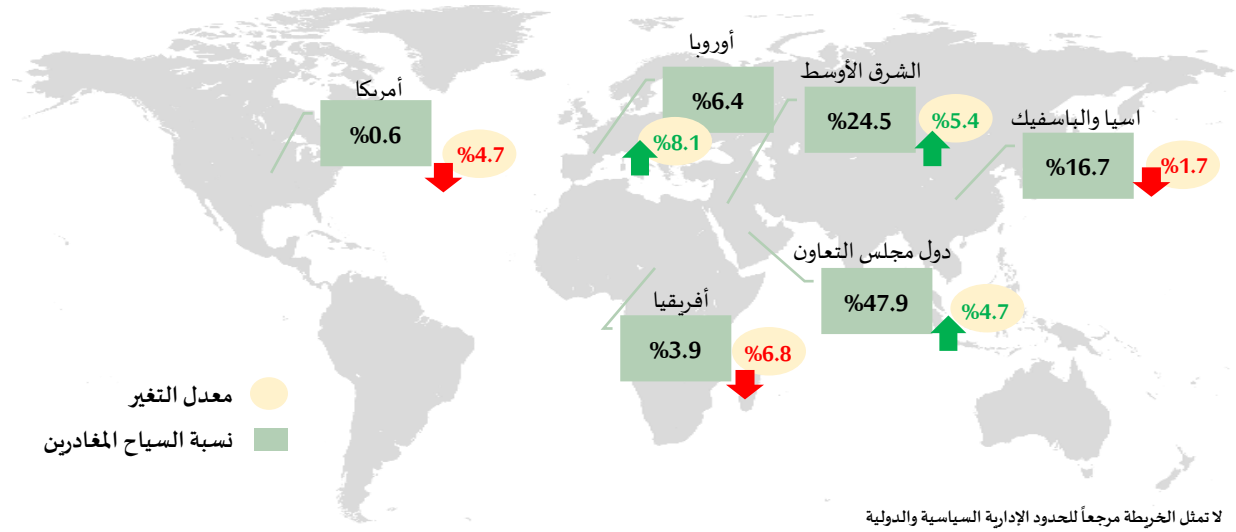 أوروبا
%6.4
%8.1
الشرق الأوسط
%24.5
%5.4
أمريكا
%0.6
%4.7
اسيا والباسفيك
%16.7
%1.7
دول مجلس التعاون
%47.9
%4.7
أفريقيا
%3.9
%6.8
معدل التغير
نسبة السياح المغادرين
لا تمثل الخريطة مرجعاً للحدود الإدارية السياسية والدولية